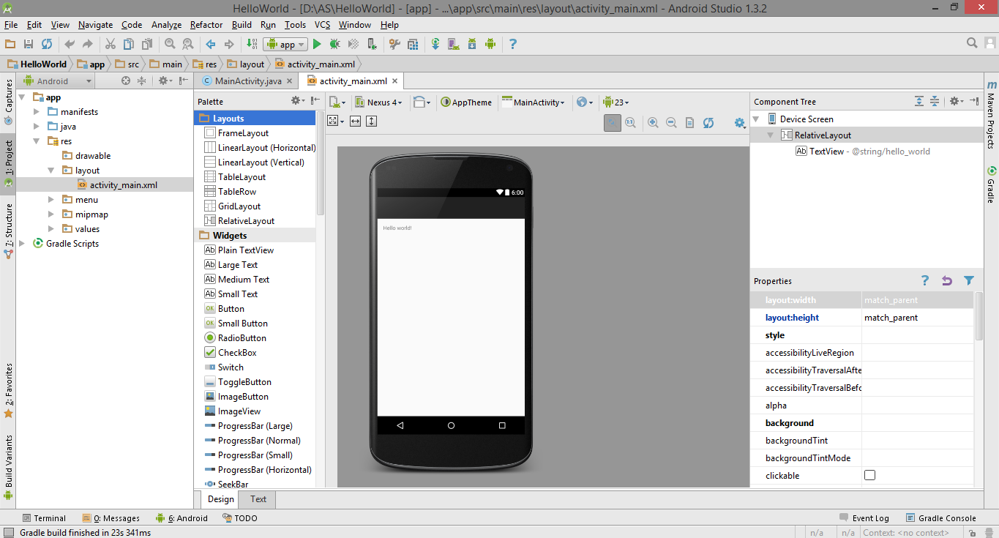 HelloWorld - [D:\AS\HelloWorld] - [app] - ...\app\src\main\res\layout\activity_main.xml - Android Studio 1.3.2
File Edit View Navigate Code Analyze Refactor Build Run Tools VCS Window Help
app
HelloWorld app src main res layout activity_main.xml
Captures
1: Project
7: Structure
2: Favorites
Build Variants
Android
app
manifests
java
res
drawable
layout
activity_main.xml
menu
mipmap
values
Gradle Scripts
MainActivity.java activity_main.xml
Palette
Layouts
FrameLayout
LinearLayout (Horizontal)
LinearLayout (Vertical)
TableLayout
TableRow
GridLayout
RelativeLayout
Widgets
Ab Plain TextView
Ab Large Text
Ab Medium Text
Ab Small Text
OK Button
OK Small Button
RadioButton
CheckBox
Switch
ToggleButton
ImageButton
ImageView
ProgressBar (Large)
ProgressBar (Normal)
ProgressBar (Small)
ProgressBar (Horizontal)
SeekBar
Nexus 4 AppTheme MainActivity 23
6:00
Hello world!
Design Text
Component Tree
Device Screen
RelativeLayout
Ab TextView - @string/hello_world
Properties
layout:width match_parent
layout:height match_parent
style
accessibilityLiveRegion
accessibilityTraversalAfte
accessibilityTraversalBefo
alpha
background
backgroundTint
backgroundTintMode
clickable
Maven Projects
Gradle
Terminal 0: Messages 6: Android TODO
Event Log Gradle Console
Gradle build finished in 23s 341ms
n/a n/a Context: <no context>